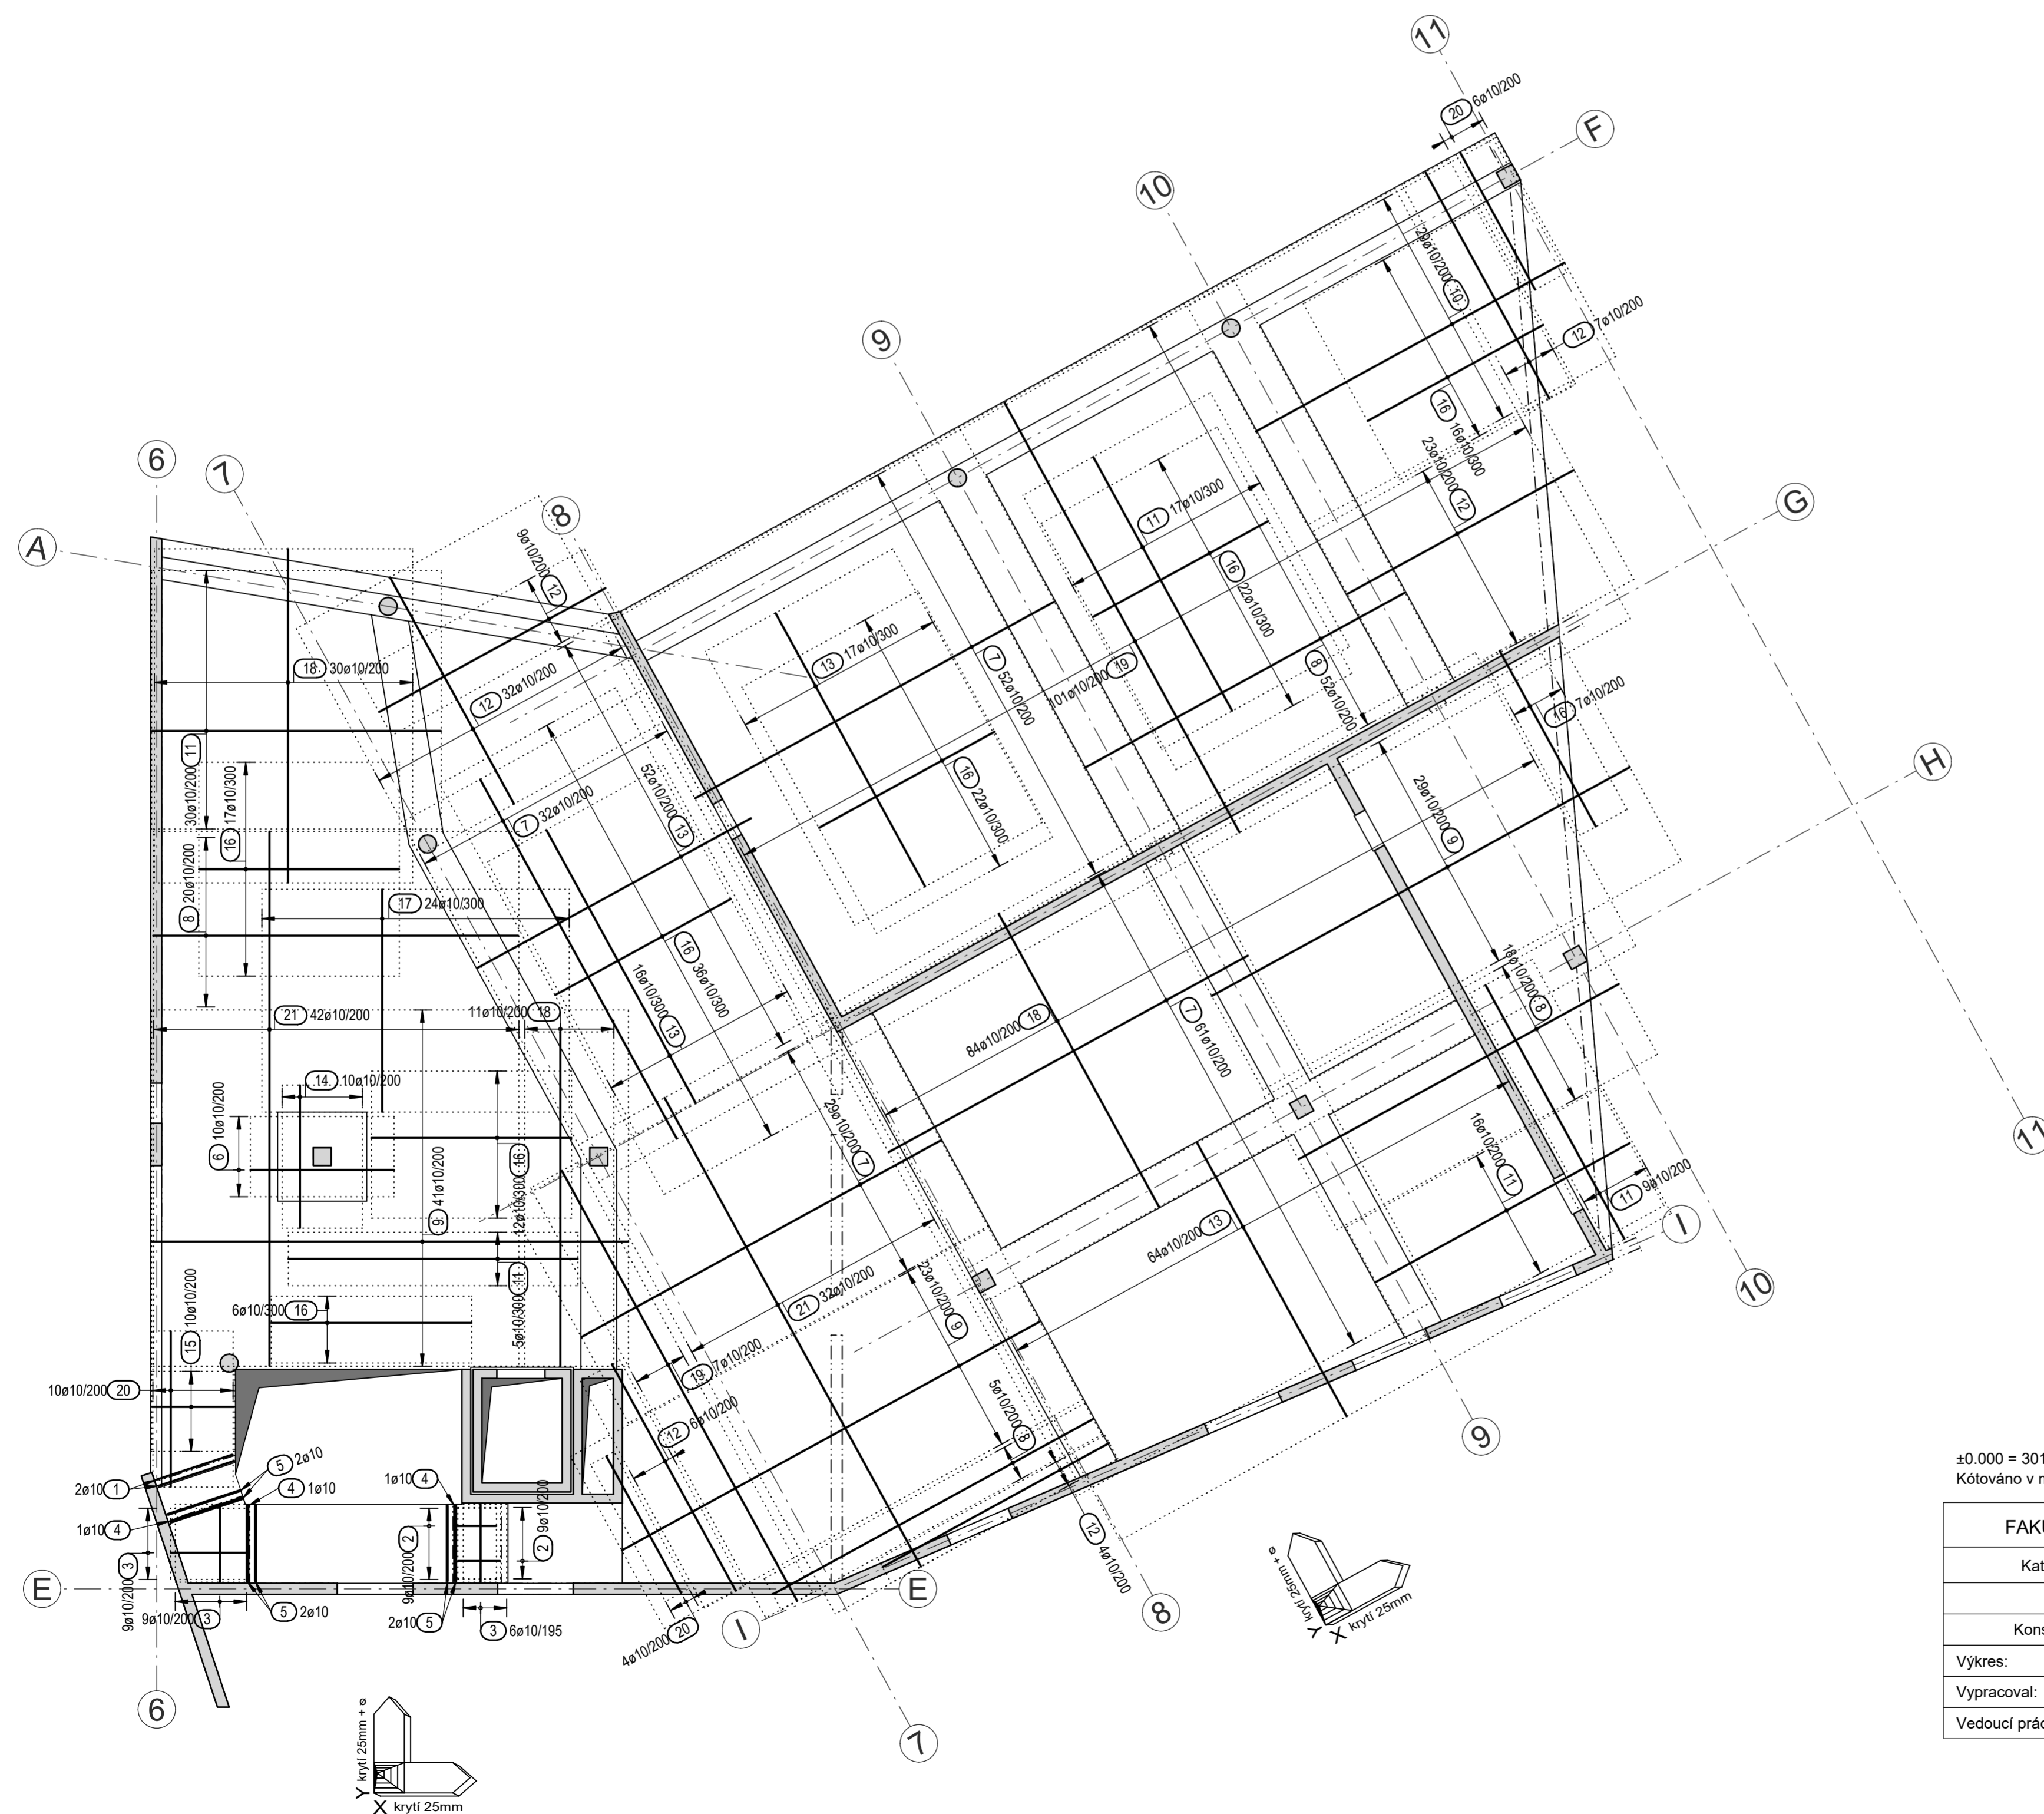 11
20 6ø10/200
F
10
29ø10/200 10
9
12 7ø10/200
6
7
16 16ø10/300
23ø10/200 12
G
8
A
9ø10/200 12
11 17ø10/300
16 22ø10/300
18 30ø10/200
12 32ø10/200
13 17ø10/300
7 52ø10/200
101ø10/200 19
8 52ø10/200
16 7ø10/200
H
30ø10/200 11
16 17ø10/300
7 32ø10/200
52ø10/200 13
16 22ø10/300
29ø10/200 9
8 20ø10/200
17 24ø10/300
16 36ø10/300
16ø10/300 13
18ø10/200 8
21 42ø10/200
11ø10/200 18
84ø10/200 18
7 61ø10/200
14 10ø10/200
6 10ø10/200
29ø10/200 7
16ø10/200 11
11
12ø10/300 16
9 41ø10/200
11 9ø10/200
I
64ø10/200 13
5ø10/300 11
15 10ø10/200
6ø10/300 16
21 32ø10/200
23ø10/200 9
10
19 7ø10/200
10ø10/200 20
12 6ø10/200
5ø10/200 8
9
5 2ø10
2ø10 1
4 1ø10
1ø10 4
1ø10 4
9ø10/200 2
2 9ø10/200
12 4ø10/200
9ø10/200 3
9ø10/200 3
5 2ø10
2ø10 5
3 6ø10/195
E
E
4ø10/200 20
I
8
6
7
Y krytí 25mm + ø
X krytí 25mm
Y krytí 25mm + ø
X krytí 25mm
±0.000 = 301
Kótováno v
Výkres:
Vypracoval: